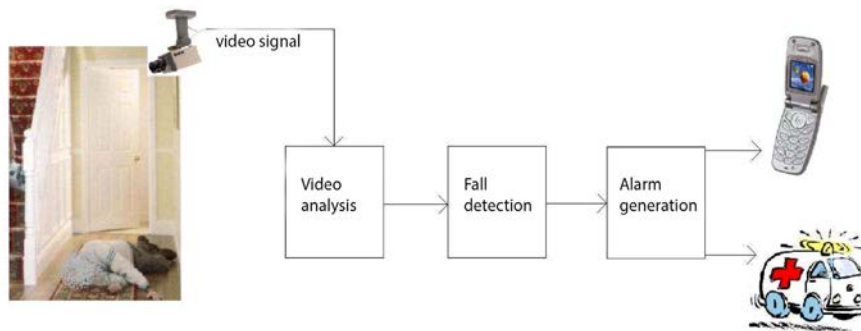 video signal
Video
analysis
Fall
detection
Alarm
generation